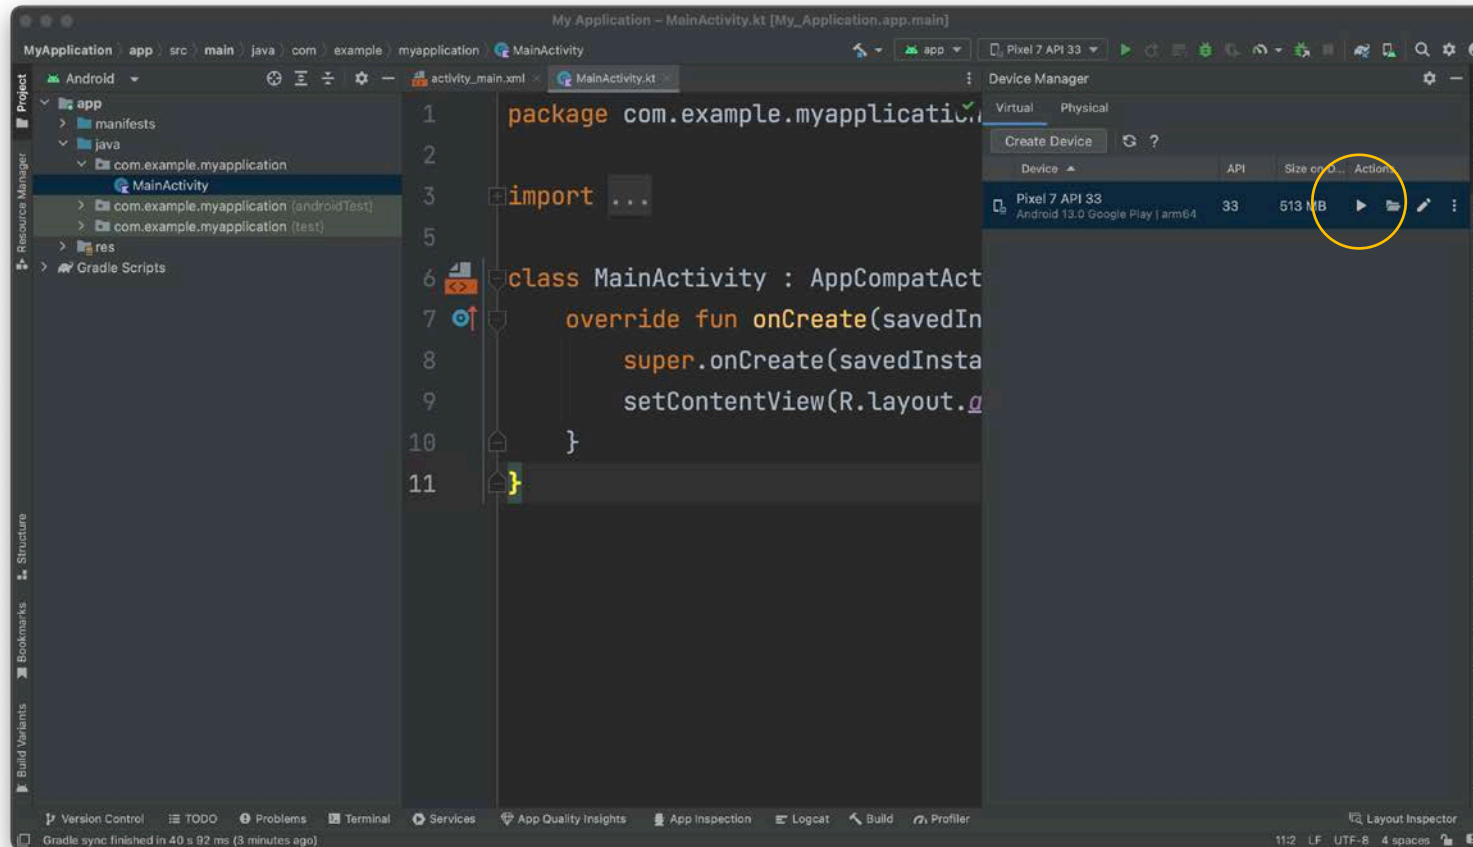 My Application – MainActivity.kt [My_Application.app.main]
MyApplication app src main java com example myapplication MainActivity
app Pixel 7 API 33
Project
Resource Manager
Structure
Bookmarks
Build Variants
Android
app
manifests
java
com.example.myapplication
MainActivity
com.example.myapplication (androidTest)
com.example.myapplication (test)
res
Gradle Scripts
activity_main.xml MainActivity.kt
1 package com.example.myapplication
2
3 import ...
5
6 class MainActivity : AppCompatAct
7 override fun onCreate(savedIn
8 super.onCreate(savedInsta
9 setContentView(R.layout.a
10 }
11 }
Device Manager
Virtual Physical
Create Device ?
Device API Size on D... Actions
Pixel 7 API 33 33 513 MB
Android 13.0 Google Play | arm64
Version Control TODO Problems Terminal Services App Quality Insights App Inspection Logcat Build Profiler Layout Inspector
Gradle sync finished in 40 s 92 ms (3 minutes ago) 11:2 LF UTF-8 4 spaces